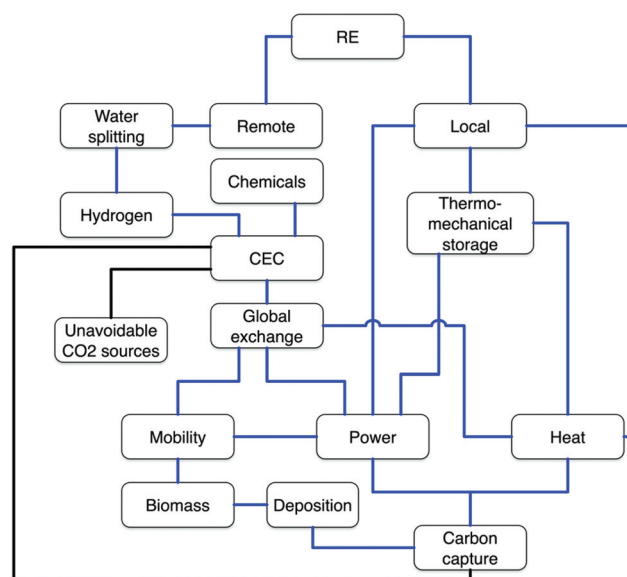 RE
Water
splitting
Remote
Local
Chemicals
Hydrogen
Thermo-
mechanical
storage
CEC
Global
exchange
Unavoidable
CO2 sources
Mobility
Power
Heat
Biomass
Deposition
Carbon
capture